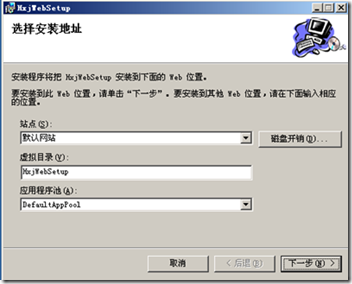 HxjWebSetup
选择安装地址
安装程序将把 HxjWebSetup 安装到下面的 Web 位置。
要安装到此 Web 位置,请单击“下一步”。要安装到其他 Web 位置,请在下面输入相应
的位置。
站点(S):
默认网站
磁盘开销(D)...
虚拟目录(V):
HxjWebSetup
应用程序池(A):
DefaultAppPool
取消
< 后退(B)
下一步(N) >